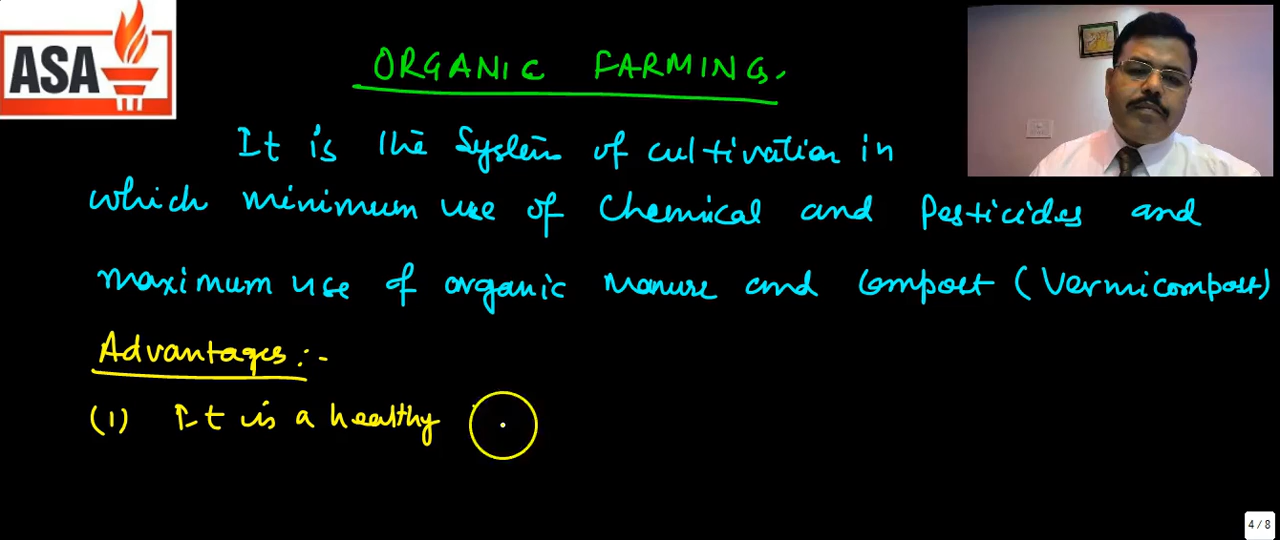 ASA
ORGANIC FARMING.
It is the System of cultivation in
which minimum use of Chemical and Pesticides and
maximum use of organic manure and compost (Vermicompost)
Advantages :-
(1) It is a healthy
4/8